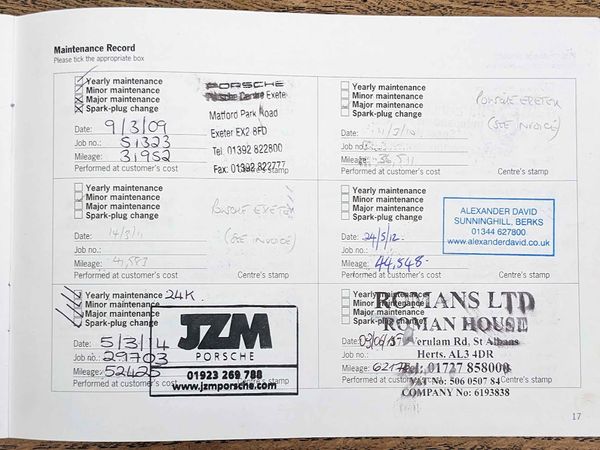 Maintenance Record
Please tick the appropriate box
Yearly maintenance
Minor maintenance
Major maintenance
Spark-plug change
Date: 9/3/09
Job no.: 51323
Mileage: 31952
Performed at customer's cost
PORSCHE
Porsche Centre Exeter
Matford Park Road
Exeter EX2 8FD
Tel: 01392 822800
Fax: 01392 822777
Centre's stamp
Yearly maintenance
Minor maintenance
Major maintenance
Spark-plug change
Date: 11/3/10
Job no.:
Mileage: 36,511
Performed at customer's cost
PORSCHE EXETER
(SEE INVOICE)
Centre's stamp
Yearly maintenance
Minor maintenance
Major maintenance
Spark-plug change
Date: 14/3/11
Job no.:
Mileage: 41,583
Performed at customer's cost
PORSCHE EXETER
(SEE INVOICE)
Centre's stamp
Yearly maintenance
Minor maintenance
Major maintenance
Spark-plug change
Date: 24/5/12.
Job no.:
Mileage: 44,548.
Performed at customer's cost
ALEXANDER DAVID
SUNNINGHILL, BERKS
01344 627800
www.alexanderdavid.co.uk
Centre's stamp
Yearly maintenance 24K.
Minor maintenance
Major maintenance
Spark-plug change
Date: 5/3/14
Job no.: 29703
Mileage: 52425
Performed at customer's cost
JZM
PORSCHE
01923 269 788
www.jzmporsche.com
Centre's stamp
Yearly maintenance
Minor maintenance
Major maintenance
Spark-plug change
Date:
Job no.:
Mileage:
Performed at customer's cost
ROMANS LTD
ROMAN HOUSE
Verulam Rd, St Albans
Herts. AL3 4DR
Tel: 01727 858000
VAT No: 506 0507 84
COMPANY No: 6193838
Centre's stamp
17